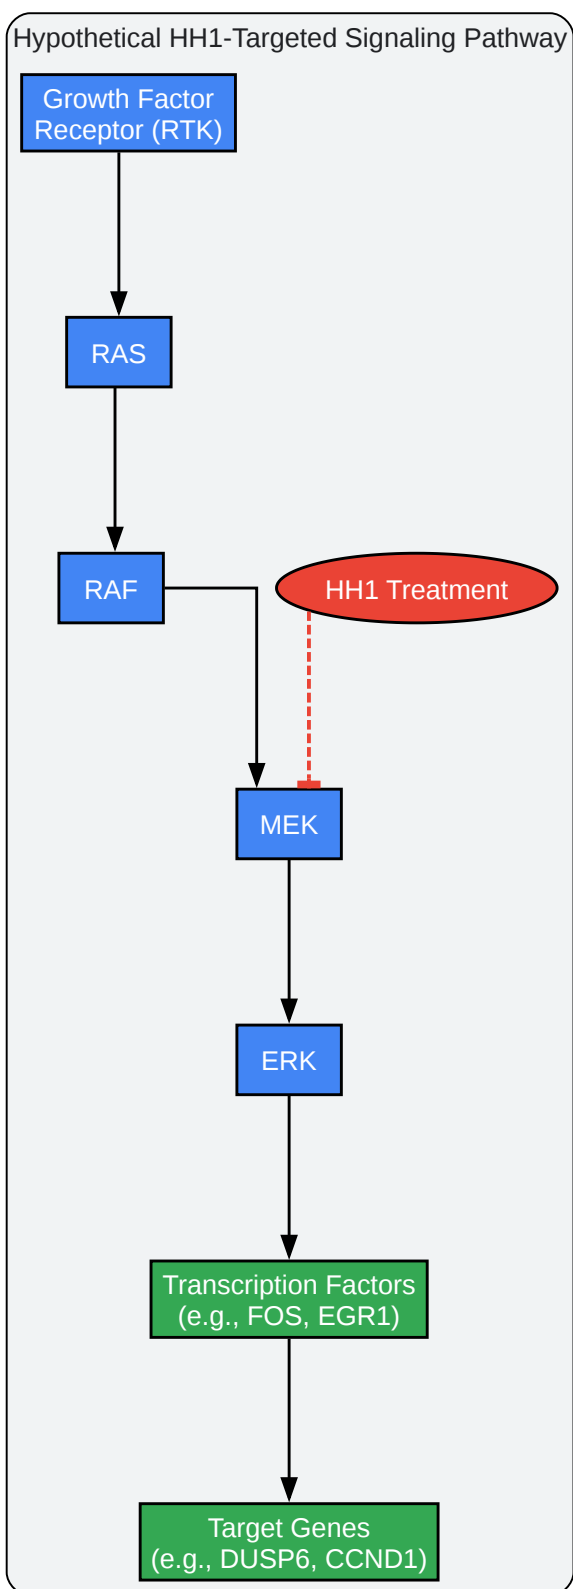 Hypothetical HH1-Targeted Signaling Pathway
Growth Factor
Receptor (RTK)
RAS
RAF
HH1 Treatment
MEK
ERK
Transcription Factors
(e.g., FOS, EGR1)
Target Genes
(e.g., DUSP6, CCND1)